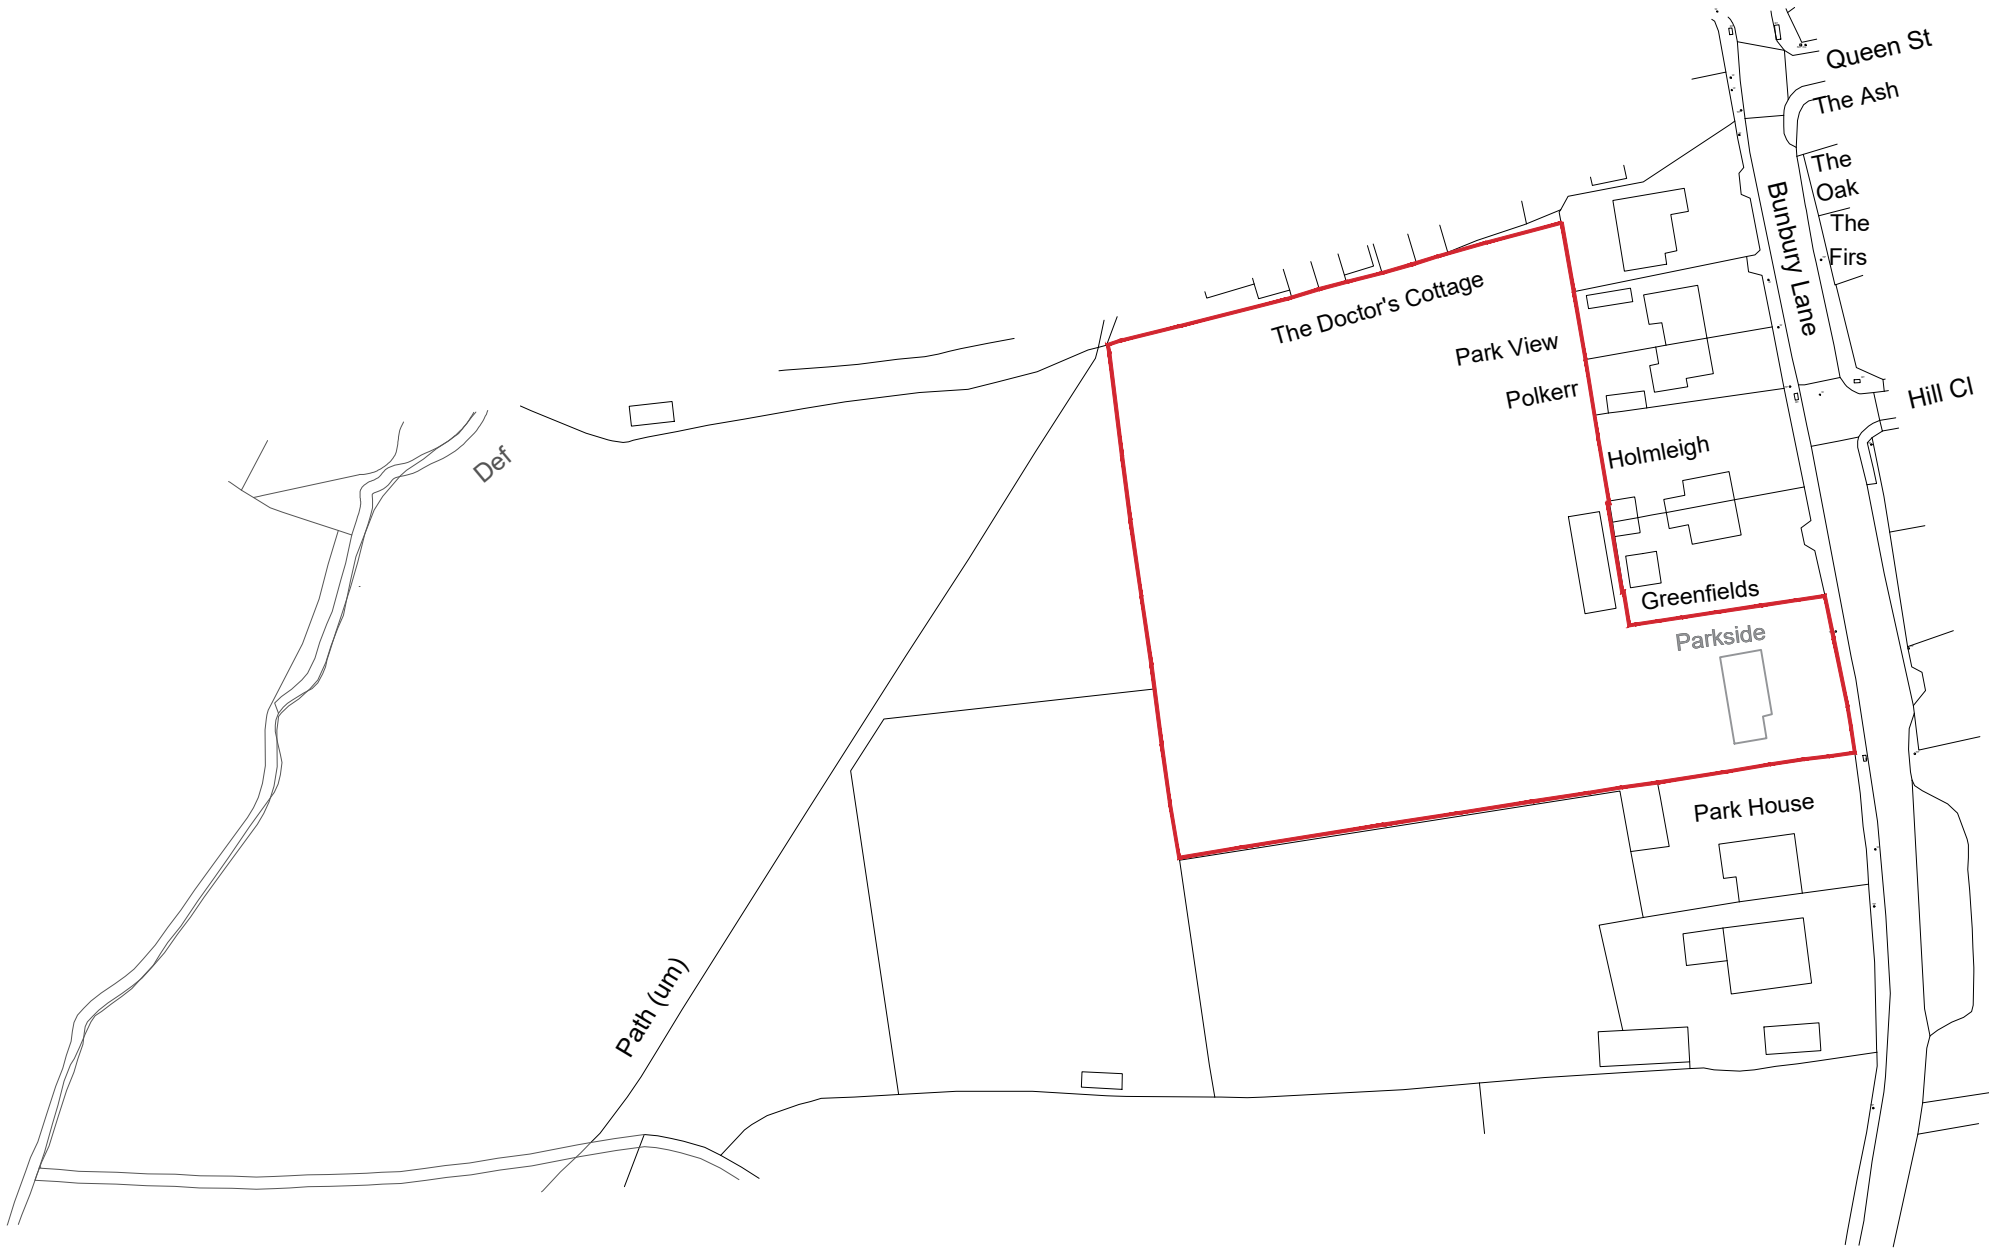 Queen St
The Ash
The
Oak
The
Firs
Bunbury Lane
The Doctor's Cottage
Park View
Polkerr
Hill Cl
Holmleigh
Def
Greenfields
Parkside
Park House
Path (um)